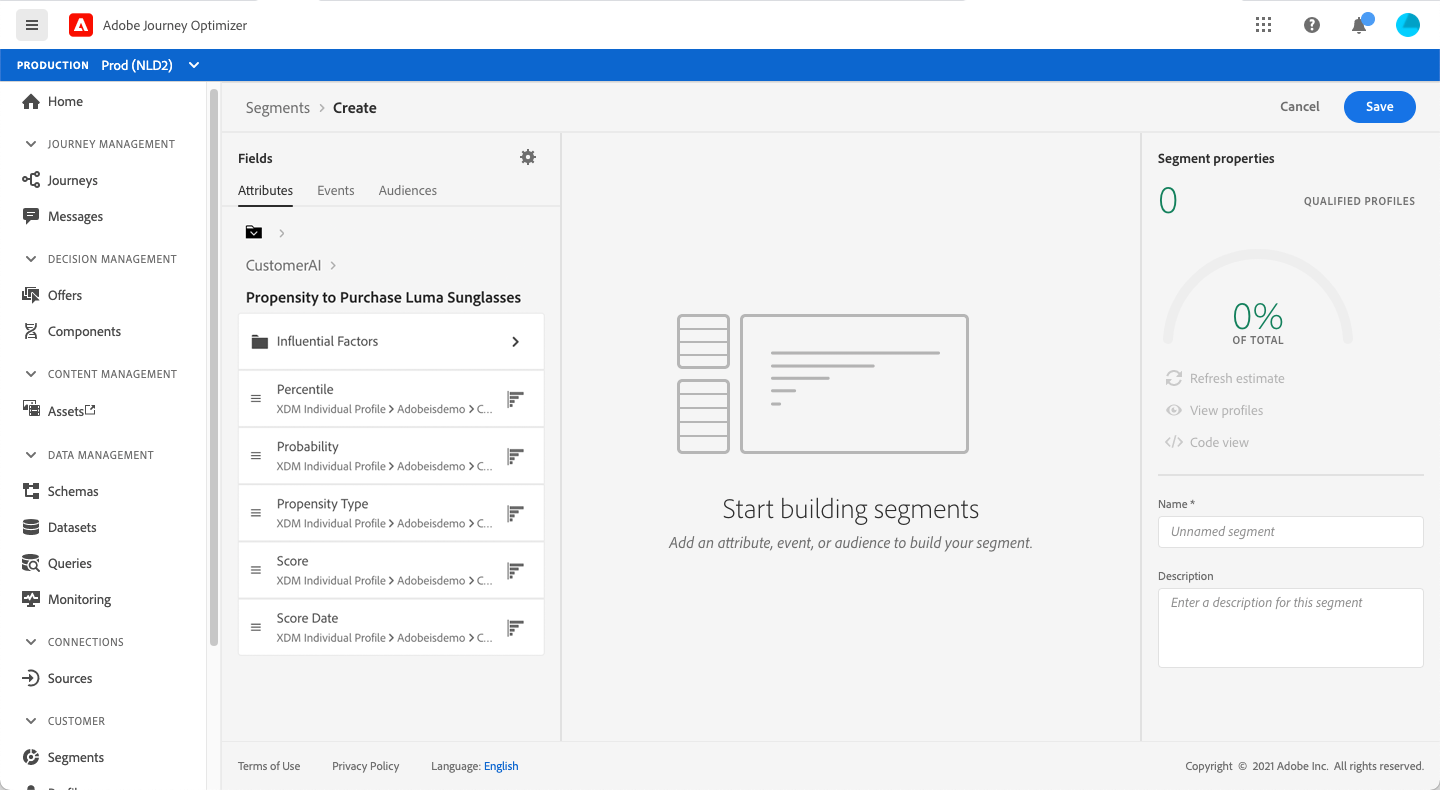 Adobe Journey Optimizer
PRODUCTION Prod (NLD2)
Home
JOURNEY MANAGEMENT
Journeys
Messages
DECISION MANAGEMENT
Offers
Components
CONTENT MANAGEMENT
Assets
DATA MANAGEMENT
Schemas
Datasets
Queries
Monitoring
CONNECTIONS
Sources
CUSTOMER
Segments
Segments > Create
Cancel
Save
Fields
Attributes Events Audiences
CustomerAI >
Propensity to Purchase Luma Sunglasses
Influential Factors
Percentile
XDM Individual Profile > Adobeisdemo > C...
Probability
XDM Individual Profile > Adobeisdemo > C...
Propensity Type
XDM Individual Profile > Adobeisdemo > C...
Score
XDM Individual Profile > Adobeisdemo > C...
Score Date
XDM Individual Profile > Adobeisdemo > C...
Start building segments
Add an attribute, event, or audience to build your segment.
Segment properties
0 QUALIFIED PROFILES
0%
OF TOTAL
Refresh estimate
View profiles
</> Code view
Name *
Unnamed segment
Description
Enter a description for this segment
Terms of Use Privacy Policy Language: English
Copyright © 2021 Adobe Inc. All rights reserved.